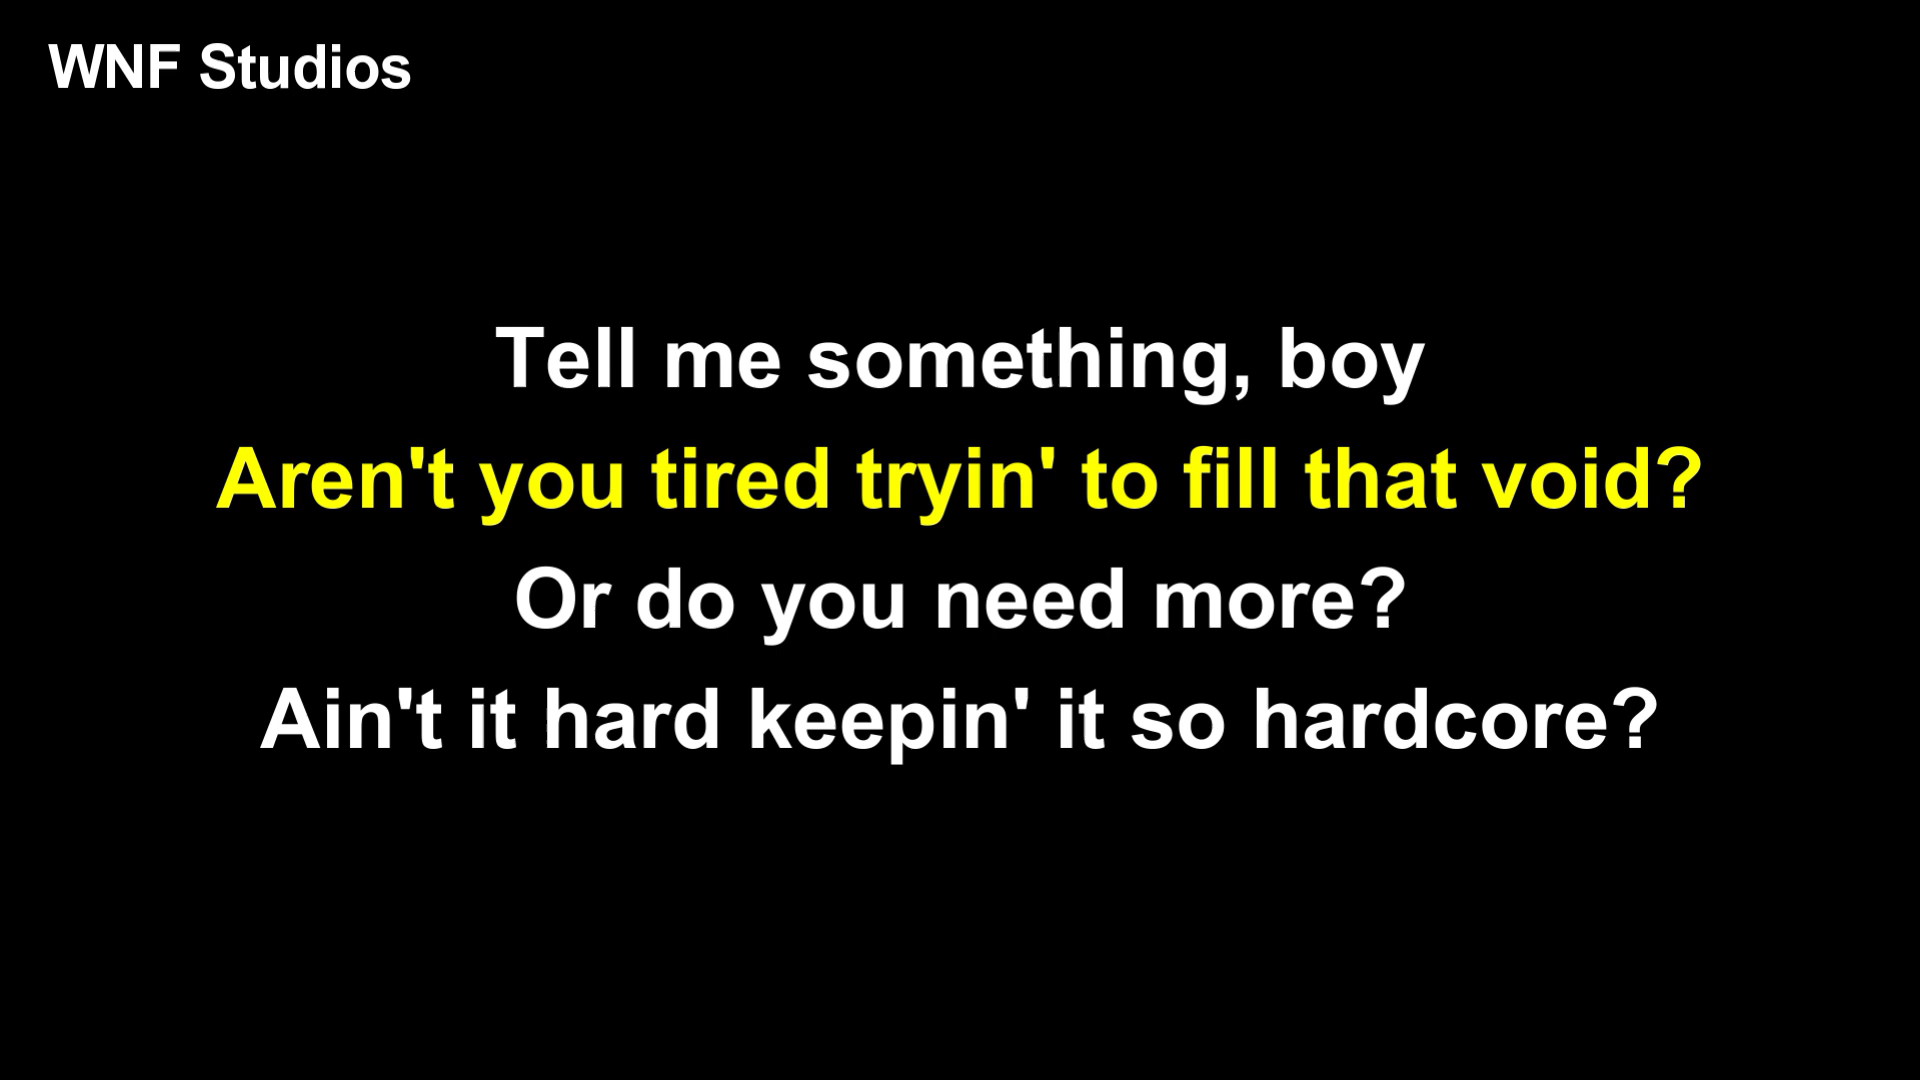 WNF Studios
Tell me something, boy
Aren't you tired tryin' to fill that void?
Or do you need more?
Ain't it hard keepin' it so hardcore?